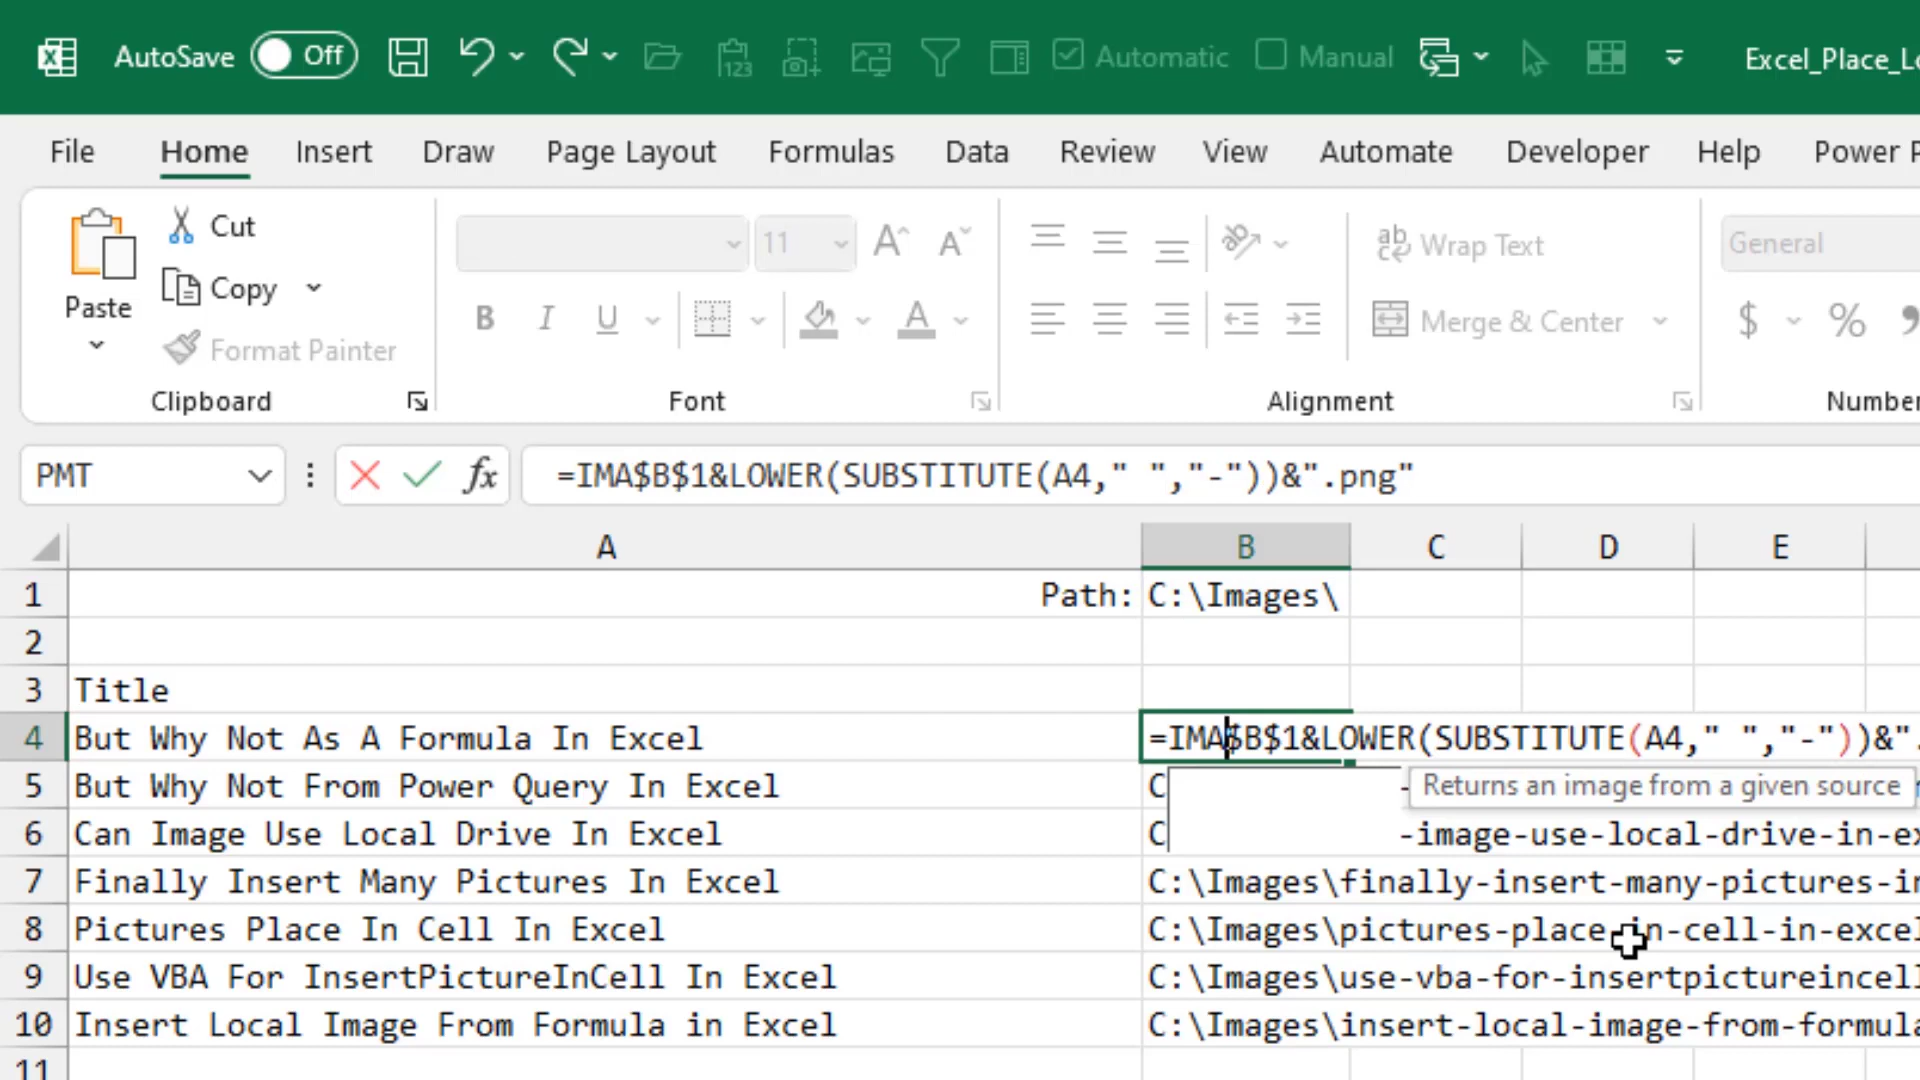 AutoSave Off Automatic Manual Excel_Place_Lo
File Home Insert Draw Page Layout Formulas Data Review View Automate Developer Help Power P
Paste Cut Copy Format Painter
11
B I U A
ab Wrap Text
Merge & Center
General
$ % ,
Clipboard Font Alignment Number
PMT fx =IMA$B$1&LOWER(SUBSTITUTE(A4," ","-"))&".png"
A B C D E
1 Path: C:\Images\
2
3 Title
4 But Why Not As A Formula In Excel =IMA$B$1&LOWER(SUBSTITUTE(A4," ","-"))&".
5 But Why Not From Power Query In Excel C - Returns an image from a given source
6 Can Image Use Local Drive In Excel C -image-use-local-drive-in-ex
7 Finally Insert Many Pictures In Excel C:\Images\finally-insert-many-pictures-in
8 Pictures Place In Cell In Excel C:\Images\pictures-place-in-cell-in-excel
9 Use VBA For InsertPictureInCell In Excel C:\Images\use-vba-for-insertpictureincell
10 Insert Local Image From Formula in Excel C:\Images\insert-local-image-from-formula
11